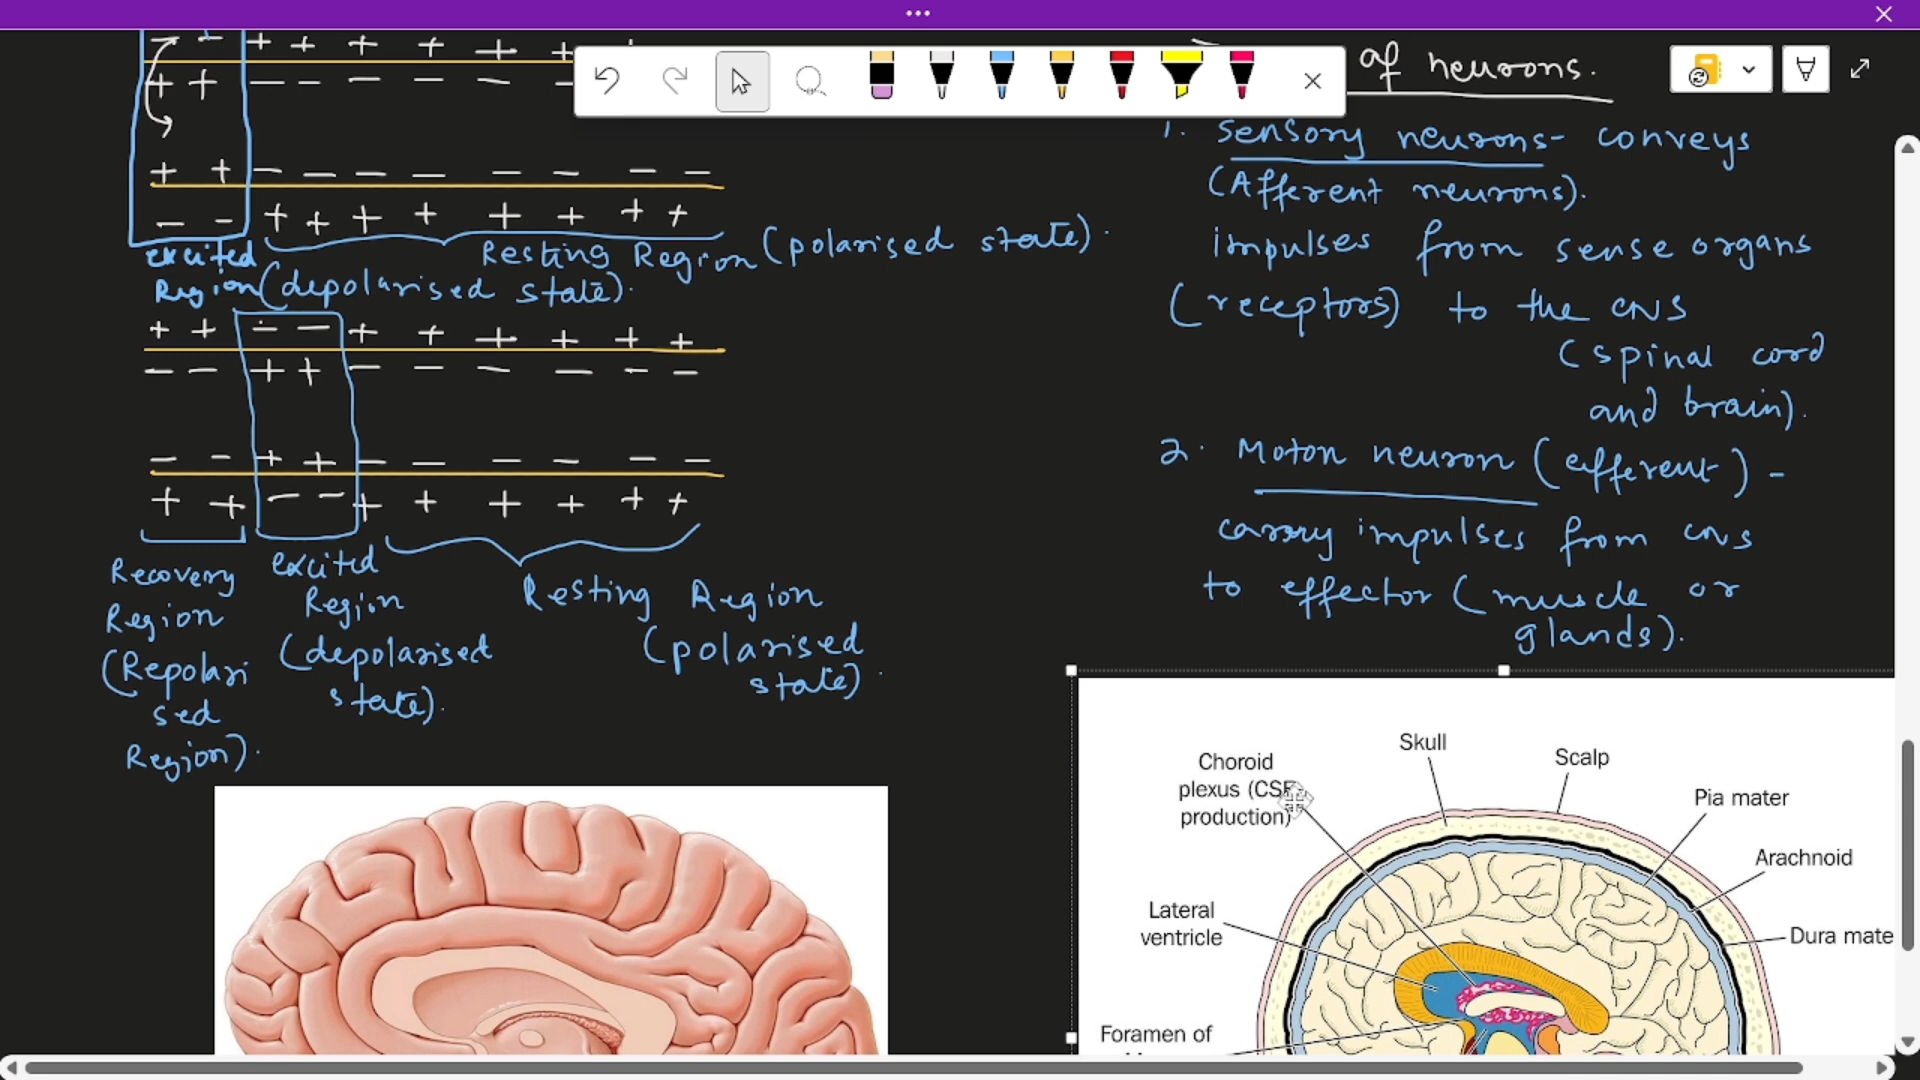 of neurons.
1. Sensory neurons- conveys
(Afferent neurons).
impulses from sense organs
(receptors) to the CNS
(spinal cord
and brain).
2. Motor neuron (efferent) -
carry impulses from CNS
to effector (muscle or
glands).
+ + + + + +
+ + - - - - -
+ + - - - - - - - -
- - + + + + + + + +
excited
Region (depolarised state).
Resting Region (polarised state).
+ + - - + + + + + +
- - + + - - - - - -
- - + + - - - - - -
+ + - - + + + + + +
Recovery
Region
(Repolari
sed
Region).
excited
Region
(depolarised
state).
Resting Region
(polarised
state).
Choroid
plexus (CSF
production)
Skull
Scalp
Pia mater
Arachnoid
Dura mate
Lateral
ventricle
Foramen of